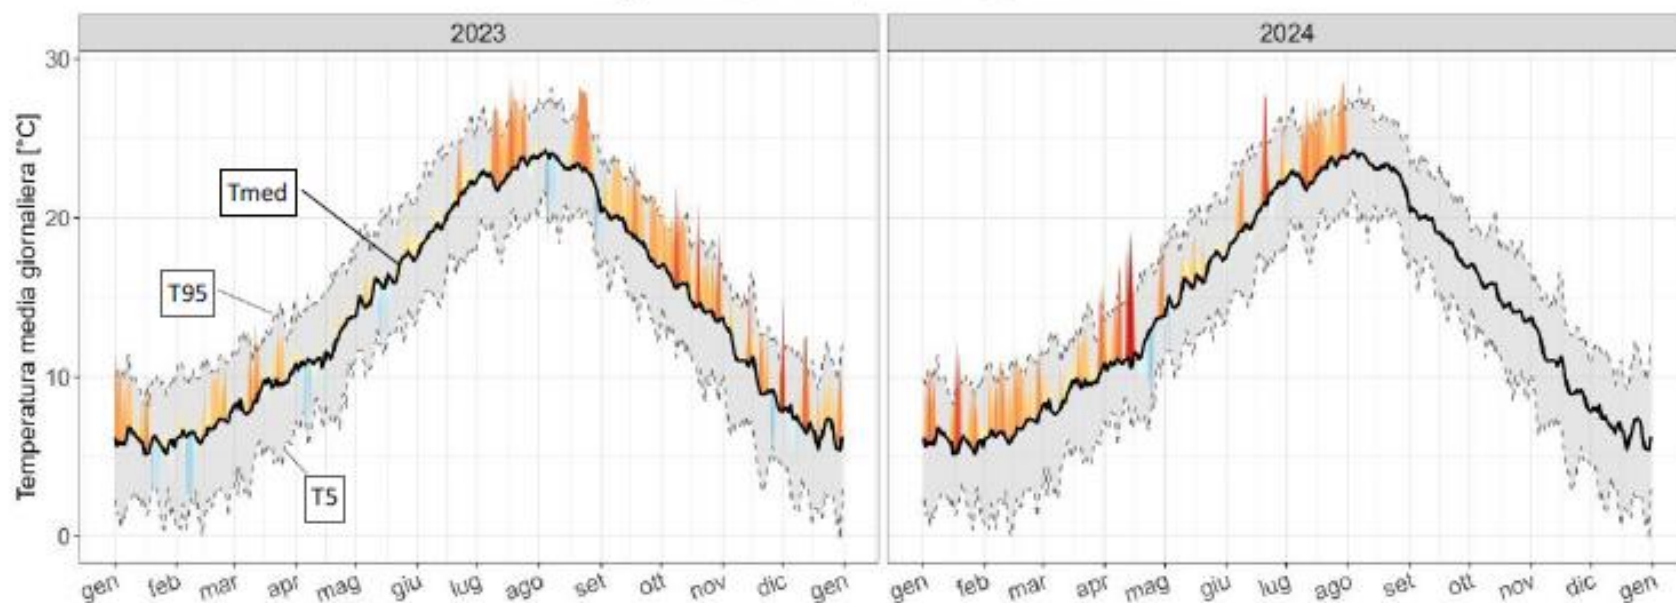 2023
2024
Temperatura media giornaliera [°C]
30
20
10
0
Tmed
T95
T5
gen feb mar apr mag giu lug ago set ott nov dic gen
gen feb mar apr mag giu lug ago set ott nov dic gen